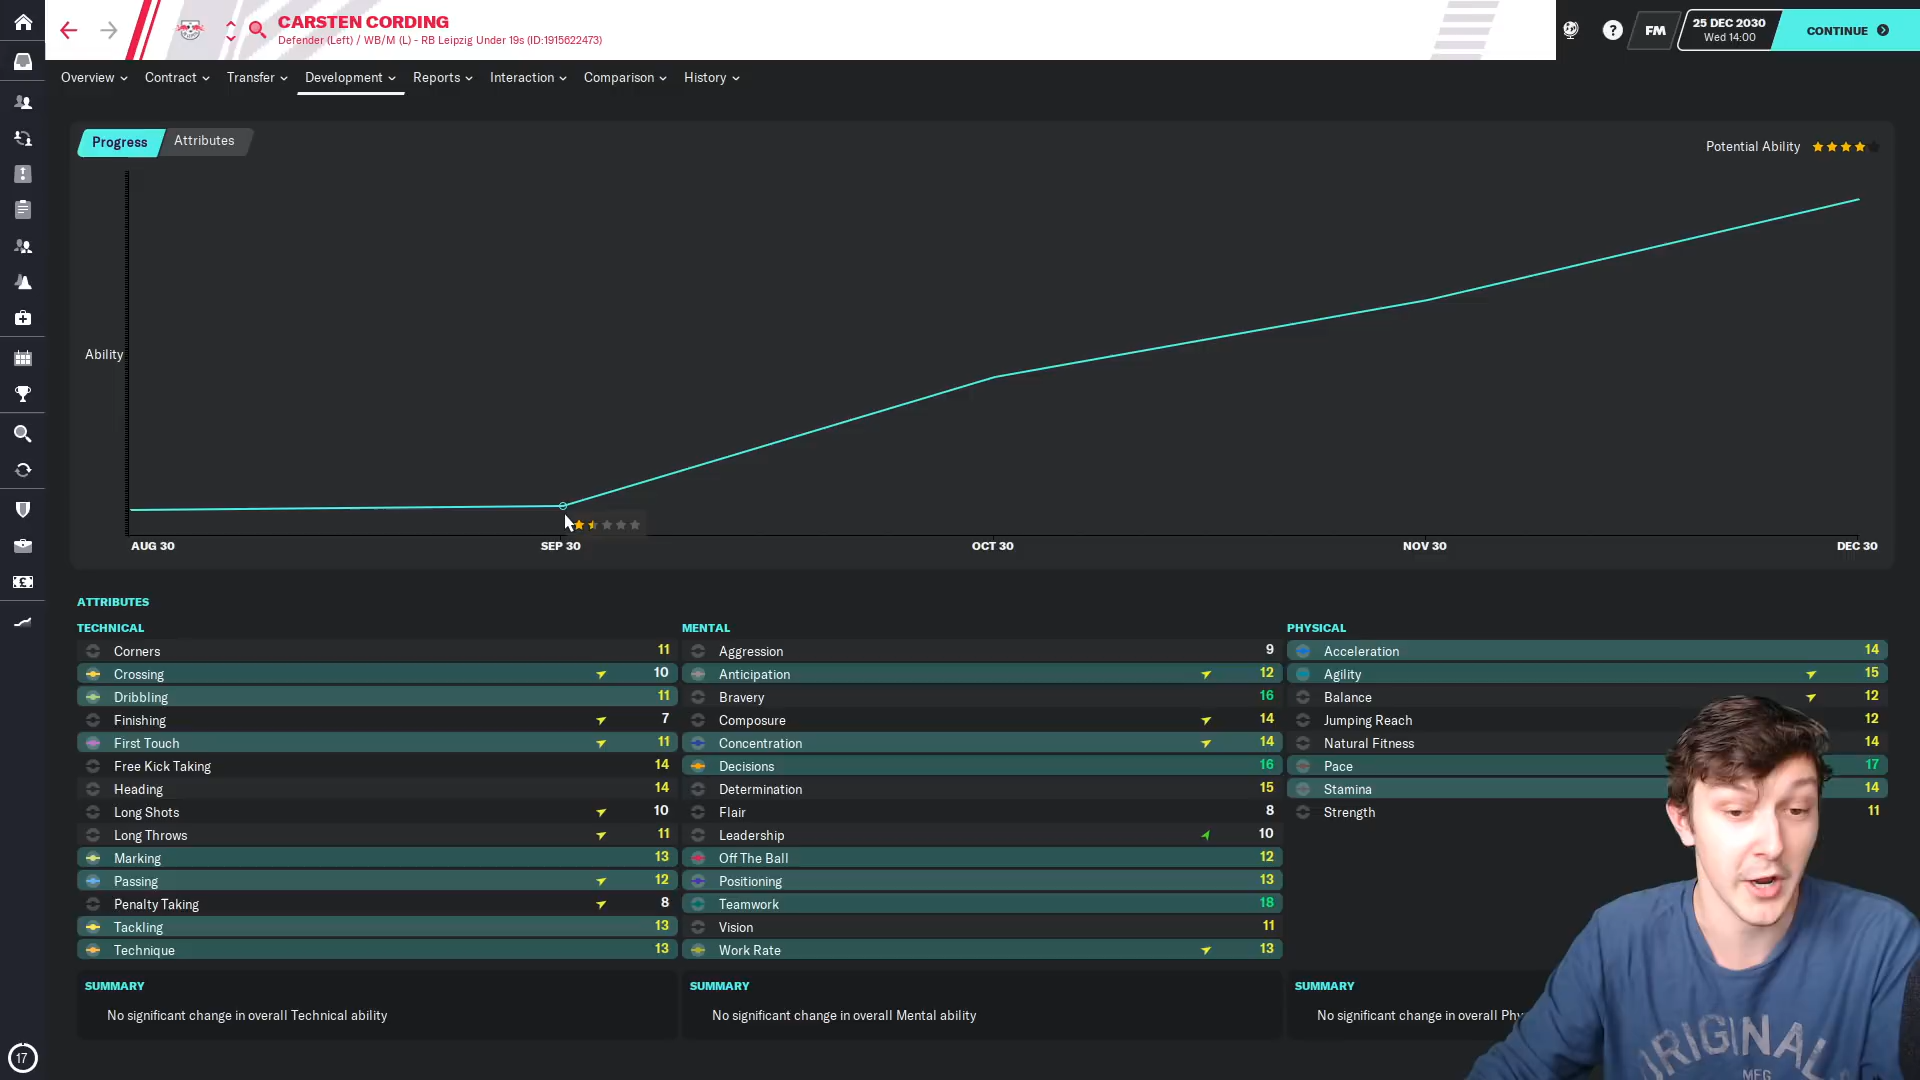 CARSTEN CORDING
Defender (Left) / WB/M (L) - RB Leipzig Under 19s (ID:1915622473)
FM
25 DEC 2030
Wed 14:00
CONTINUE
Overview
Contract
Transfer
Development
Reports
Interaction
Comparison
History
Progress
Attributes
Potential Ability
Ability
AUG 30
SEP 30
OCT 30
NOV 30
DEC 30
ATTRIBUTES
TECHNICAL
Corners 11
Crossing 10
Dribbling 11
Finishing 7
First Touch 11
Free Kick Taking 14
Heading 14
Long Shots 10
Long Throws 11
Marking 13
Passing 12
Penalty Taking 8
Tackling 13
Technique 13
MENTAL
Aggression 9
Anticipation 12
Bravery 16
Composure 14
Concentration 14
Decisions 16
Determination 15
Flair 8
Leadership 10
Off The Ball 12
Positioning 13
Teamwork 18
Vision 11
Work Rate 13
PHYSICAL
Acceleration 14
Agility 15
Balance 12
Jumping Reach 12
Natural Fitness 14
Pace 17
Stamina 14
Strength 11
SUMMARY
No significant change in overall Technical ability
SUMMARY
No significant change in overall Mental ability
SUMMARY
No significant change in overall
17
ORIGINAL
MFG